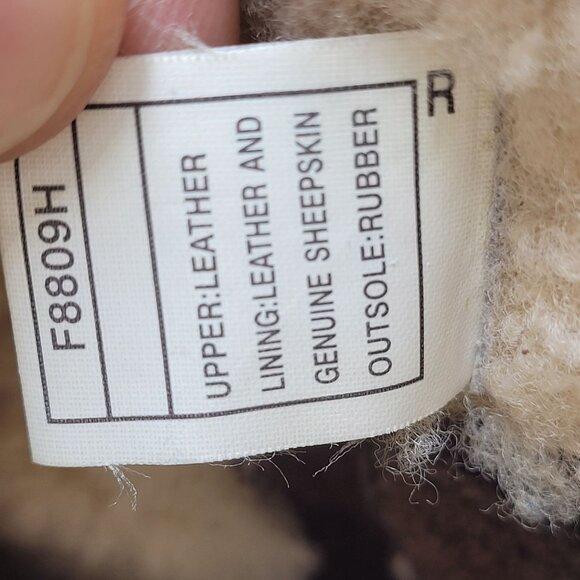 R
F8809H
UPPER:LEATHER
LINING:LEATHER AND
GENUINE SHEEPSKIN
OUTSOLE:RUBBER